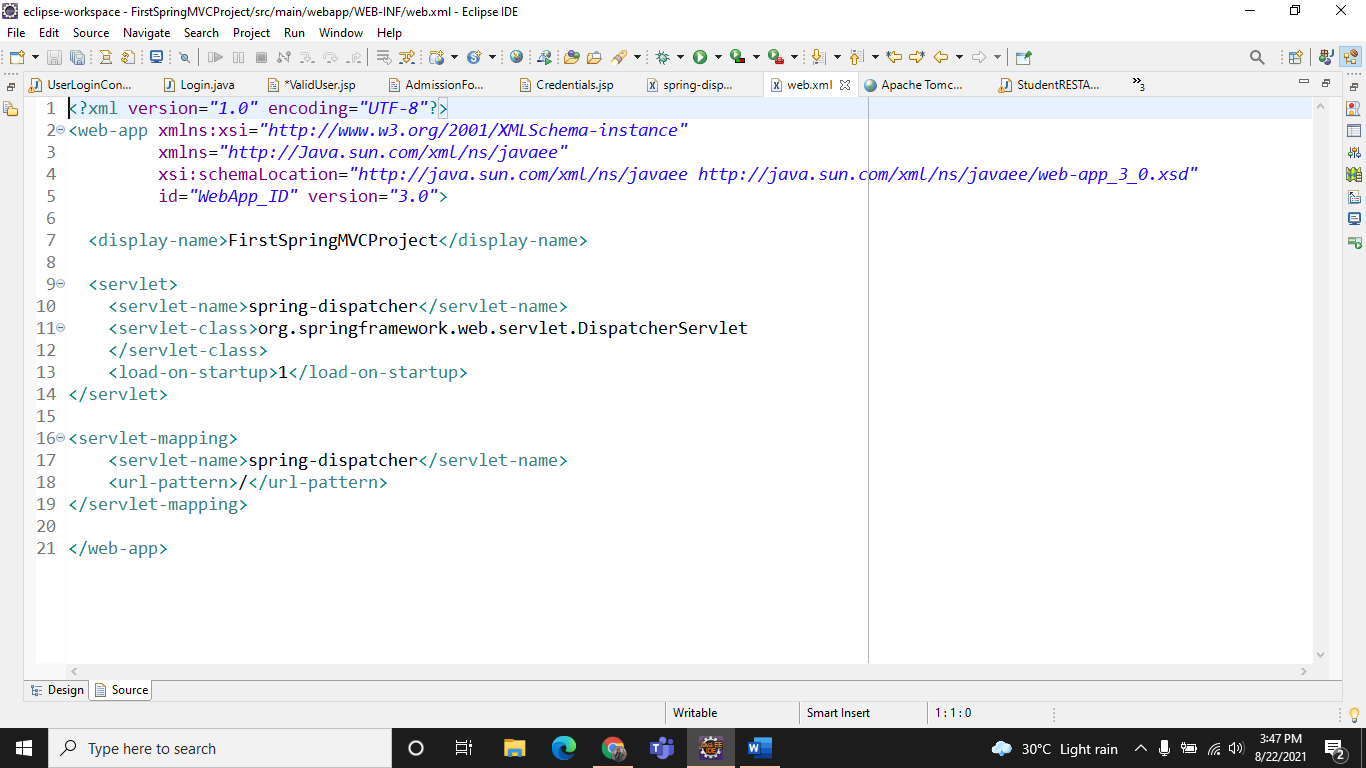 eclipse-workspace - FirstSpringMVCProject/src/main/webapp/WEB-INF/web.xml - Eclipse IDE
File Edit Source Navigate Search Project Run Window Help
UserLoginCon... Login.java *ValidUser.jsp AdmissionFo... Credentials.jsp spring-disp... web.xml Apache Tomc... StudentRESTA... »3
1 <?xml version="1.0" encoding="UTF-8"?>
2 <web-app xmlns:xsi="http://www.w3.org/2001/XMLSchema-instance"
3 xmlns="http://Java.sun.com/xml/ns/javaee"
4 xsi:schemaLocation="http://java.sun.com/xml/ns/javaee http://java.sun.com/xml/ns/javaee/web-app_3_0.xsd"
5 id="WebApp_ID" version="3.0">
6
7 <display-name>FirstSpringMVCProject</display-name>
8
9 <servlet>
10 <servlet-name>spring-dispatcher</servlet-name>
11 <servlet-class>org.springframework.web.servlet.DispatcherServlet
12 </servlet-class>
13 <load-on-startup>1</load-on-startup>
14 </servlet>
15
16 <servlet-mapping>
17 <servlet-name>spring-dispatcher</servlet-name>
18 <url-pattern>/</url-pattern>
19 </servlet-mapping>
20
21 </web-app>
Design Source
Writable Smart Insert 1 : 1 : 0
Type here to search
30°C Light rain
3:47 PM
8/22/2021
2